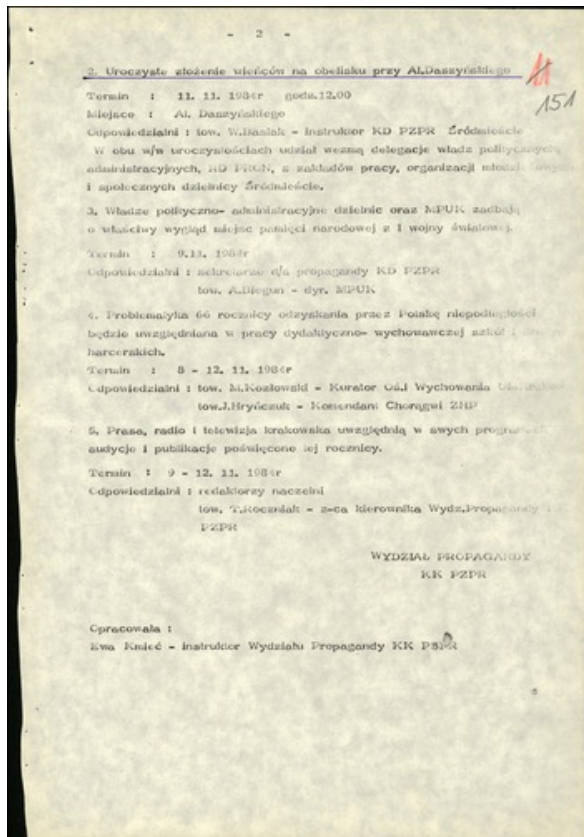 - 2 -
2. Uroczyste złożenie wieńców na obelisku przy Al.Daszyńskiego
11
151
Termin : 11. 11. 1984r godz.12.00
Miejsce : Al. Daszyńskiego
Odpowiedzialni : tow. W.Baslak - instruktor KD PZPR Śródmieście
W obu w/w uroczystościach udział wezmą delegacje władz politycznych,
administracyjnych, RD PRON, z zakładów pracy, organizacji
i społecznych dzielnicy Śródmieście.
3. Władze polityczno- administracyjne dzielnic oraz MPUK zadbają
o właściwy wygląd miejsc pamięci narodowej z I wojny światowej.
Termin : 9.11. 1984r
Odpowiedzialni : sekretarze d/s propagandy KD PZPR
tow. A.Biegun - dyr. MPUK
4. Problematyka 66 rocznicy odzyskania przez Polskę niepodległości
będzie uwzględniana w pracy dydaktyczno- wychowawczej szkół i
harcerskich.
Termin : 8 - 12. 11. 1984r
Odpowiedzialni : tow. M.Kozłowski - Kurator Oś.i Wychowania
tow.J.Hryńczuk - Komendant Chorągwi ZHP
5. Prasa, radio i telewizja krakowska uwzględnią w swych
audycje i publikacje poświęcone tej rocznicy.
Termin : 9 - 12. 11. 1984r
Odpowiedzialni : redaktorzy naczelni
tow. T.Roczniak - z-ca kierownika Wydz.Propagandy
PZPR
WYDZIAŁ PROPAGANDY
KK PZPR
Opracowała :
Ewa Kmieć - instruktor Wydziału Propagandy KK PZPR